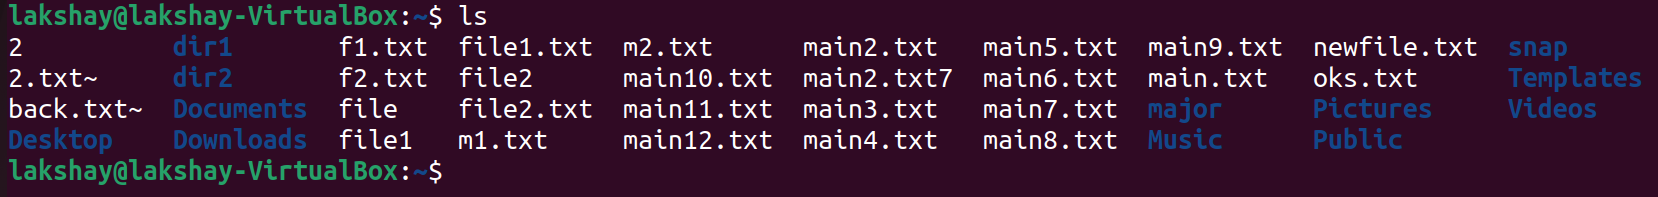 lakshay@lakshay-VirtualBox:~$ ls
2 dir1 f1.txt file1.txt m2.txt main2.txt main5.txt main9.txt newfile.txt snap
2.txt~ dir2 f2.txt file2 main10.txt main2.txt7 main6.txt main.txt oks.txt Templates
back.txt~ Documents file file2.txt main11.txt main3.txt main7.txt major Pictures Videos
Desktop Downloads file1 m1.txt main12.txt main4.txt main8.txt Music Public
lakshay@lakshay-VirtualBox:~$